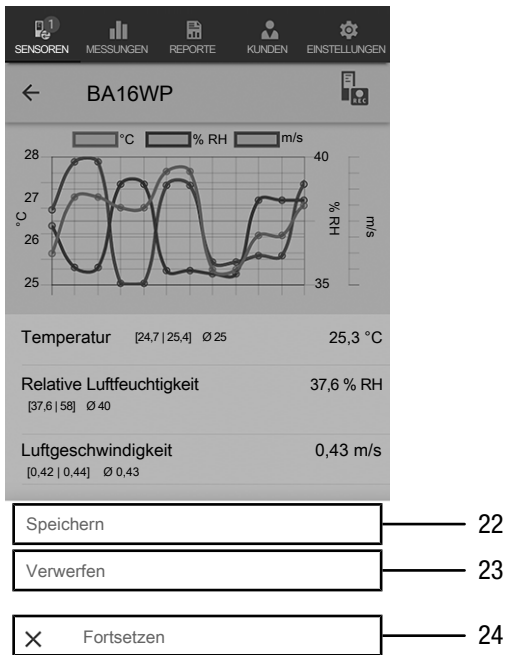 1
SENSOREN MESSUNGEN REPORTE KUNDEN EINSTELLUNGEN
← BA16WP REC
°C % RH m/s
28 40
27
°C % RH m/s
26
25 35
Temperatur [24,7 | 25,4] Ø 25 25,3 °C
Relative Luftfeuchtigkeit 37,6 % RH
[37,6 | 58] Ø 40
Luftgeschwindigkeit 0,43 m/s
[0,42 | 0,44] Ø 0,43
Speichern 22
Verwerfen 23
Fortsetzen 24